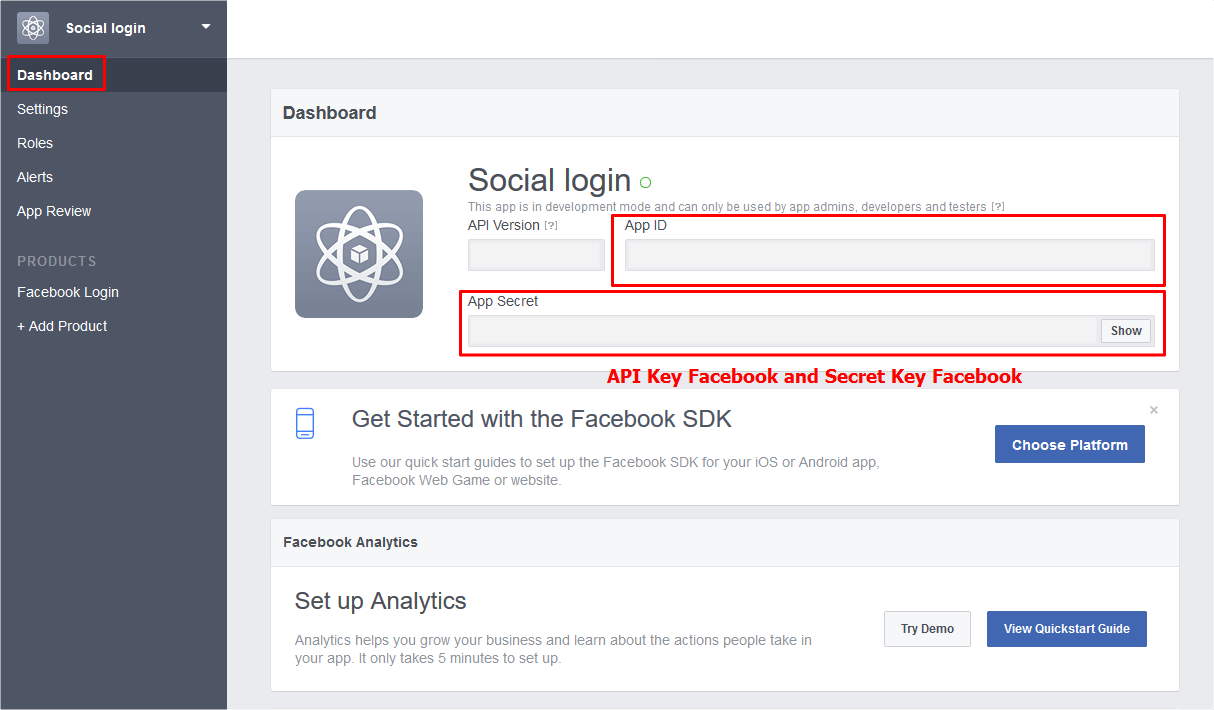 Social login
Dashboard
Settings
Roles
Alerts
App Review
PRODUCTS
Facebook Login
+ Add Product
Dashboard
Social login
This app is in development mode and can only be used by app admins, developers and testers [?]
API Version [?]
App ID
App Secret
Show
API Key Facebook and Secret Key Facebook
Get Started with the Facebook SDK
×
Use our quick start guides to set up the Facebook SDK for your iOS or Android app,
Facebook Web Game or website.
Choose Platform
Facebook Analytics
Set up Analytics
Analytics helps you grow your business and learn about the actions people take in
your app. It only takes 5 minutes to set up.
Try Demo
View Quickstart Guide